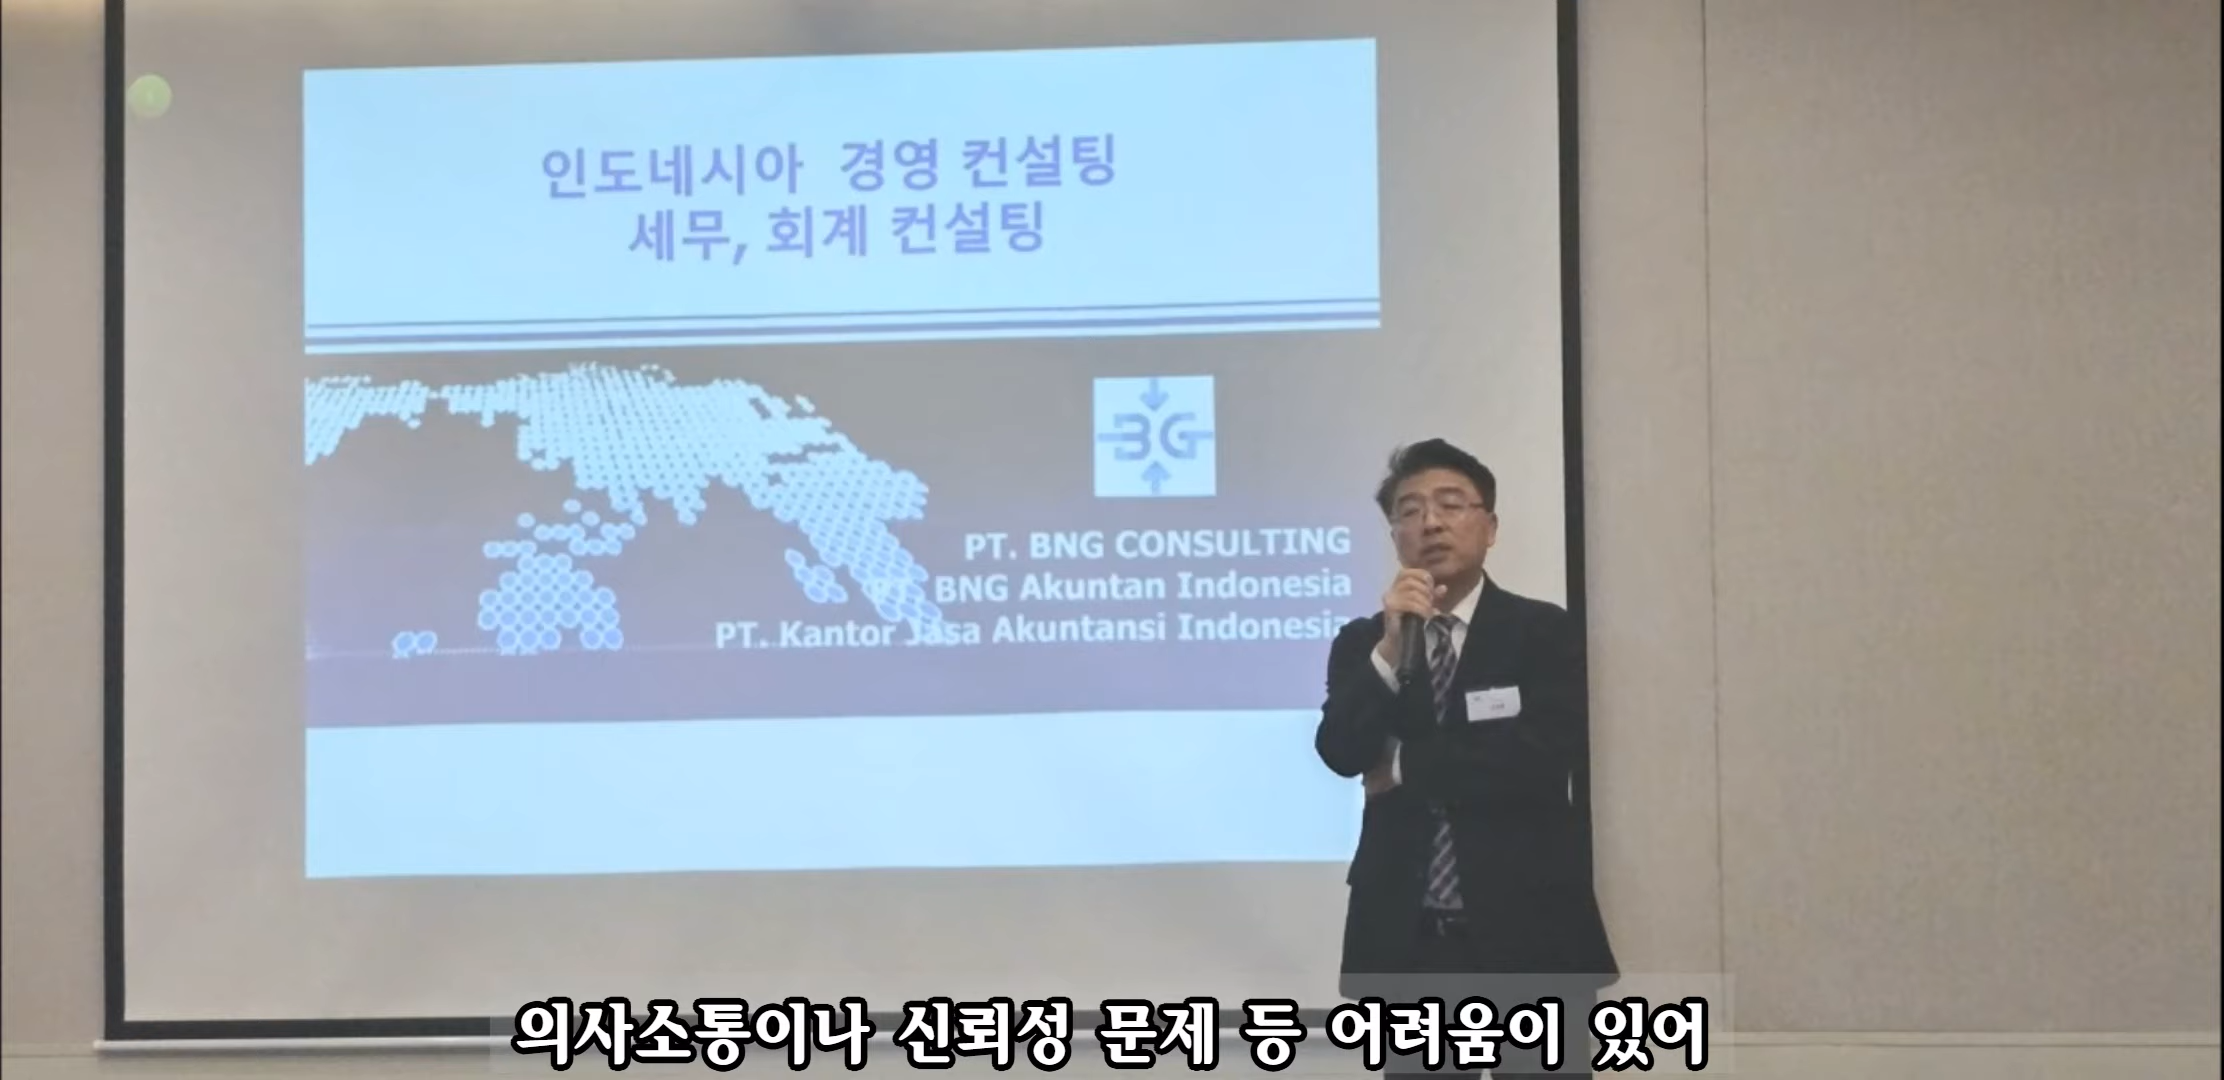 인도네시아 경영 컨설팅
세무, 회계 컨설팅
BG
PT. BNG CONSULTING
PT. BNG Akuntan Indonesia
PT. Kantor Jasa Akuntansi Indonesia
의사소통이나 신뢰성 문제 등 어려움이 있어